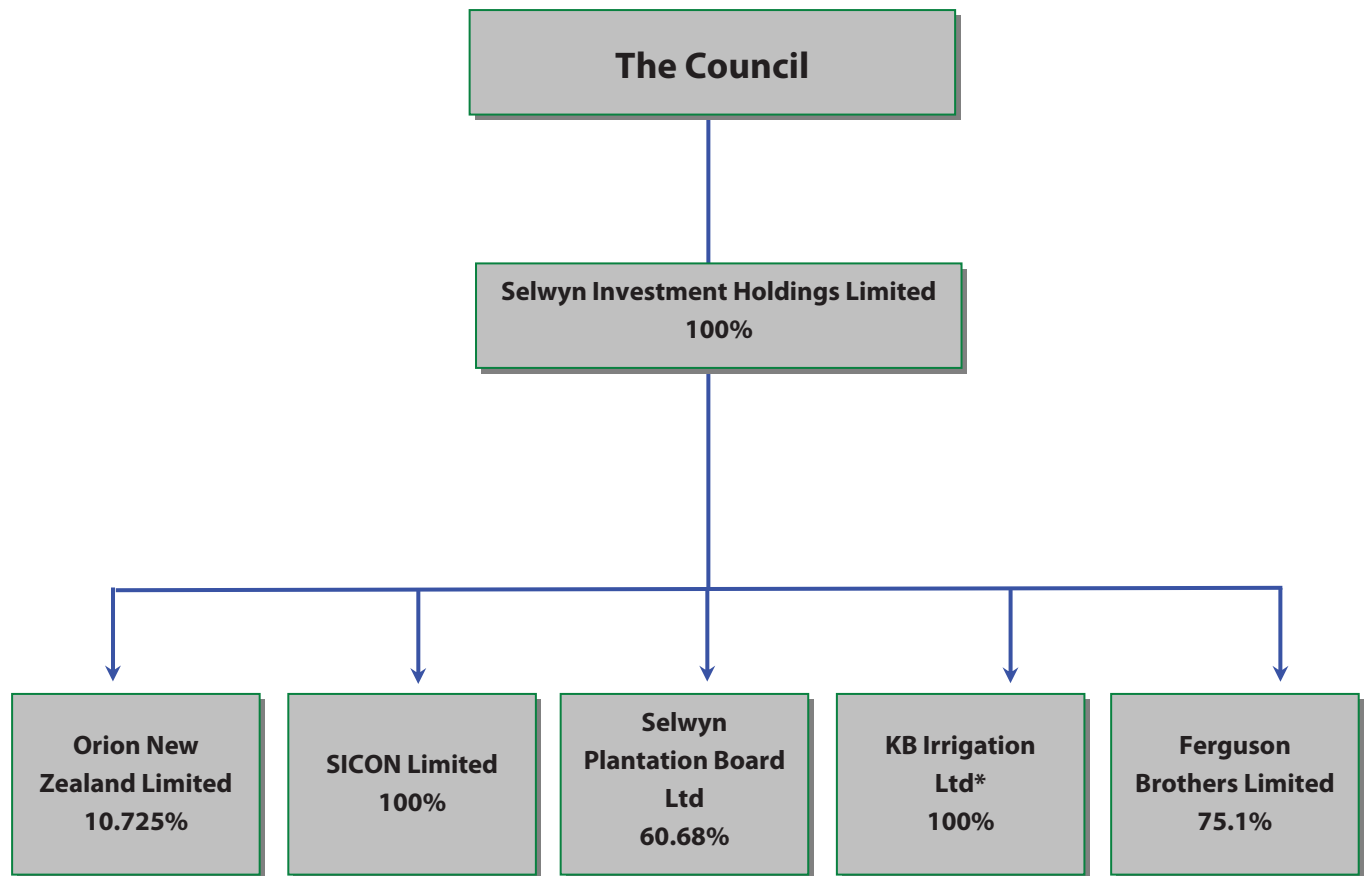 The Council
Selwyn Investment Holdings Limited
100%
Orion New
Zealand Limited
10.725%
SICON Limited
100%
Selwyn
Plantation Board
Ltd
60.68%
KB Irrigation
Ltd*
100%
Ferguson
Brothers Limited
75.1%